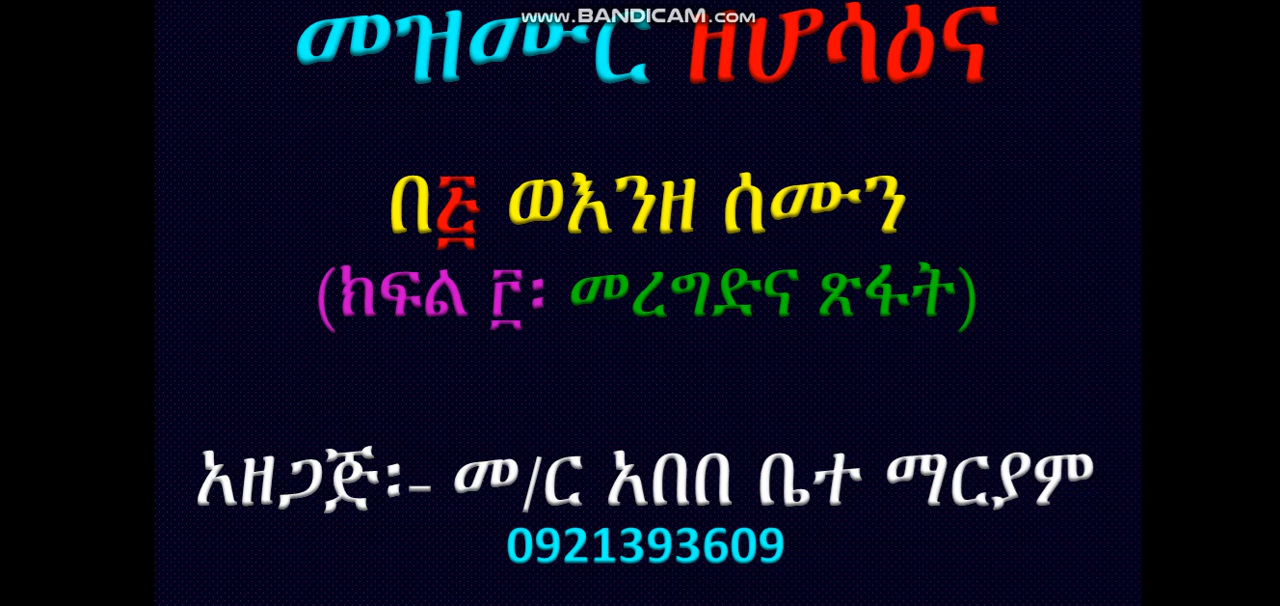 www.BANDICAM.com
መዝሙር ዘሆሳዕና
በ፭ ወእንዘ ሰሙን
(ክፍል ፫፡ መረግድና ጽፋት)
አዘጋጅ፡- መ/ር አበበ ቤተ ማርያም
0921393609